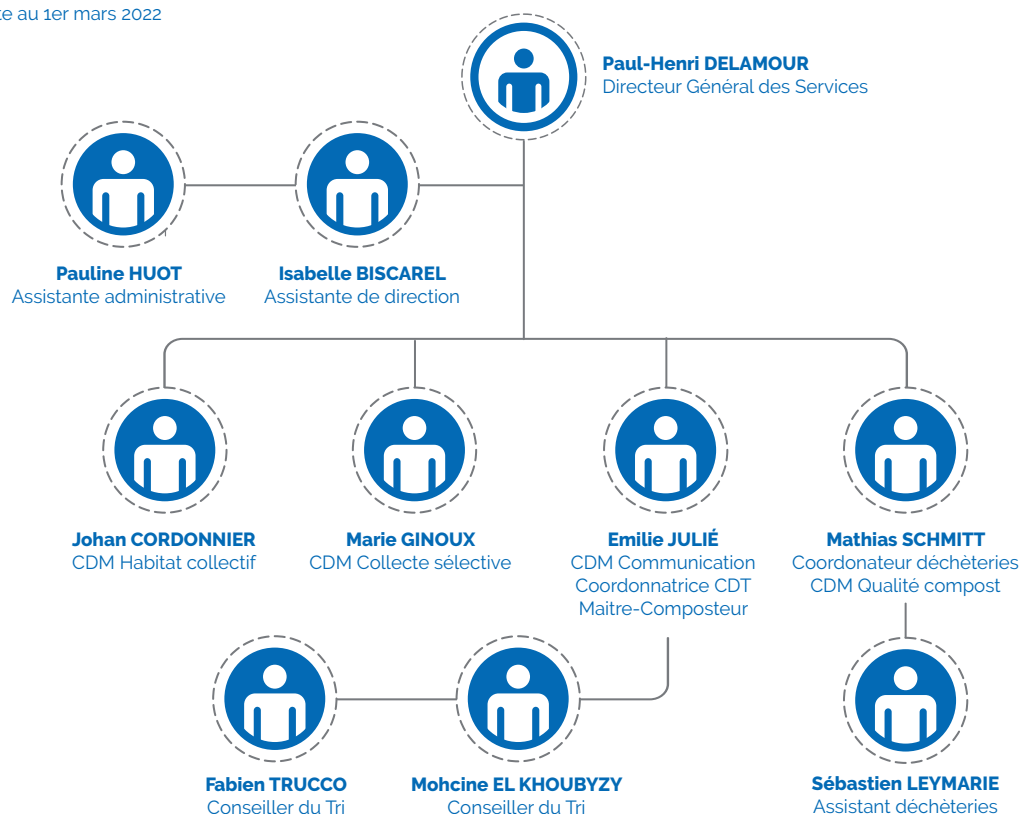 au 1er mars 2022
Paul-Henri DELAMOUR
Directeur Général des Services
Pauline HUOT
Assistante administrative
Isabelle BISCAREL
Assistante de direction
Johan CORDONNIER
CDM Habitat collectif
Marie GINOUX
CDM Collecte sélective
Emilie JULIÉ
CDM Communication
Coordonnatrice CDT
Maitre-Composteur
Mathias SCHMITT
Coordonateur déchèteries
CDM Qualité compost
Fabien TRUCCO
Conseiller du Tri
Mohcine EL KHOUBYZY
Conseiller du Tri
Sébastien LEYMARIE
Assistant déchèteries